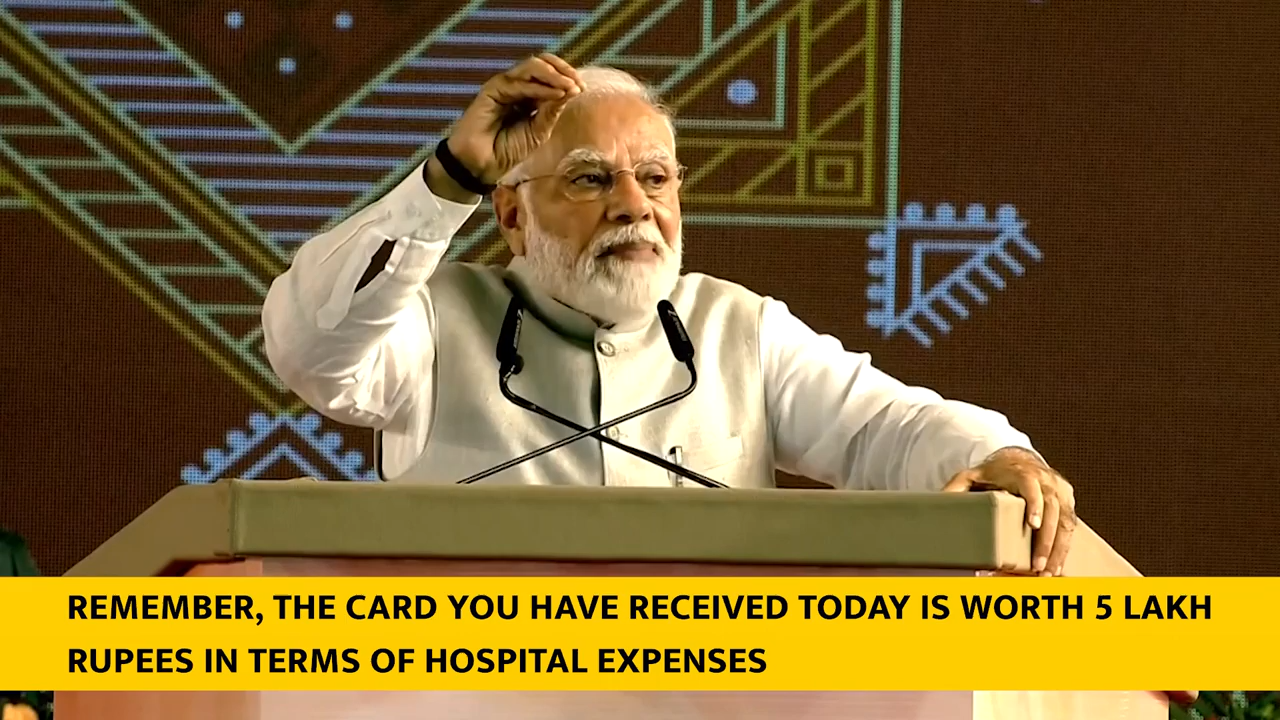 REMEMBER, THE CARD YOU HAVE RECEIVED TODAY IS WORTH 5 LAKH
RUPEES IN TERMS OF HOSPITAL EXPENSES